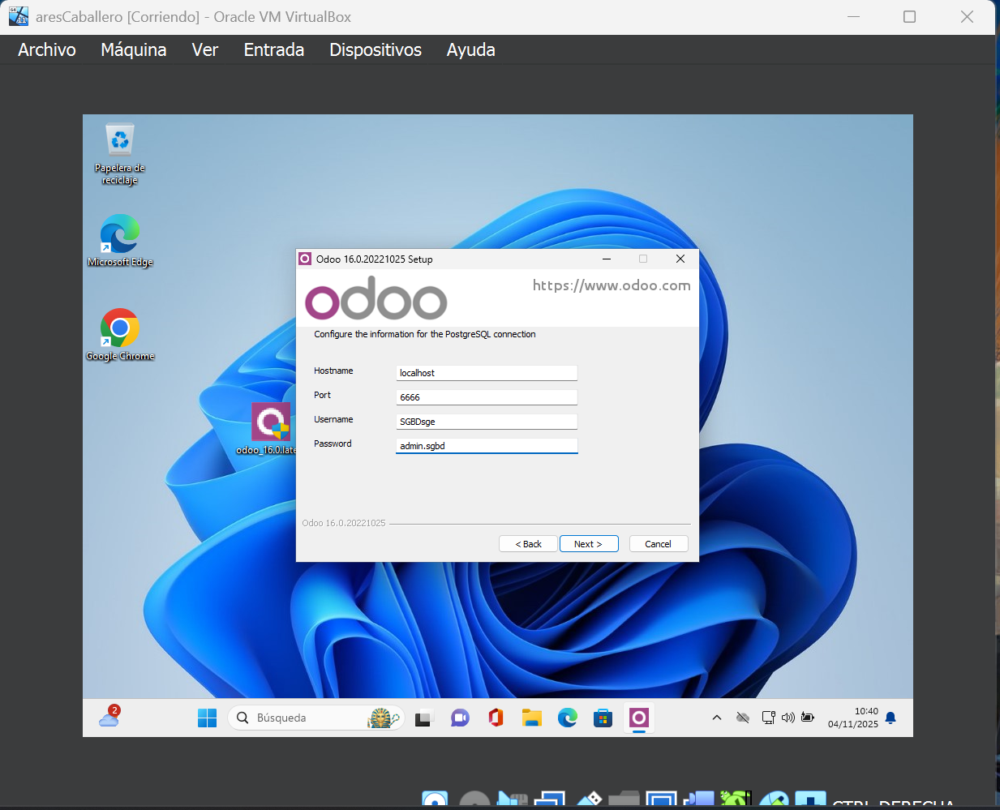 aresCaballero [Corriendo] - Oracle VM VirtualBox
Archivo Máquina Ver Entrada Dispositivos Ayuda
Papelera de
reciclaje
Microsoft Edge
Google Chrome
odoo_16.0.late
Odoo 16.0.20221025 Setup
odoo
https://www.odoo.com
Configure the information for the PostgreSQL connection
Hostname localhost
Port 6666
Username SGBDsge
Password admin.sgbd
Odoo 16.0.20221025
< Back Next > Cancel
2
Búsqueda
10:40
04/11/2025
CTRL DERECHA